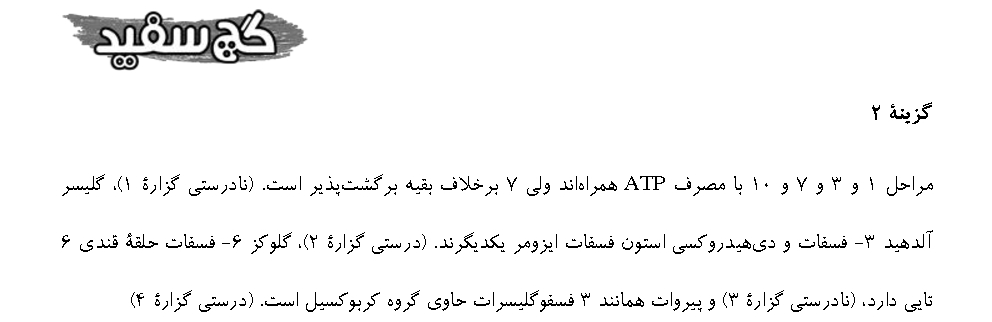 گچ سفید
گزینهٔ ۲
مراحل ۱ و ۳ و ۷ و ۱۰ با مصرف ATP همراه‌اند ولی ۷ برخلاف بقیه برگشت‌پذیر است. (نادرستی گزارهٔ ۱)، گلیسر
آلدهید ۳- فسفات و دی‌هیدروکسی استون فسفات ایزومر یکدیگرند. (درستی گزارهٔ ۲)، گلوکز ۶- فسفات حلقهٔ قندی ۶
تایی دارد، (نادرستی گزارهٔ ۳) و پیروات همانند ۳ فسفوگلیسرات حاوی گروه کربوکسیل است. (درستی گزارهٔ ۴)